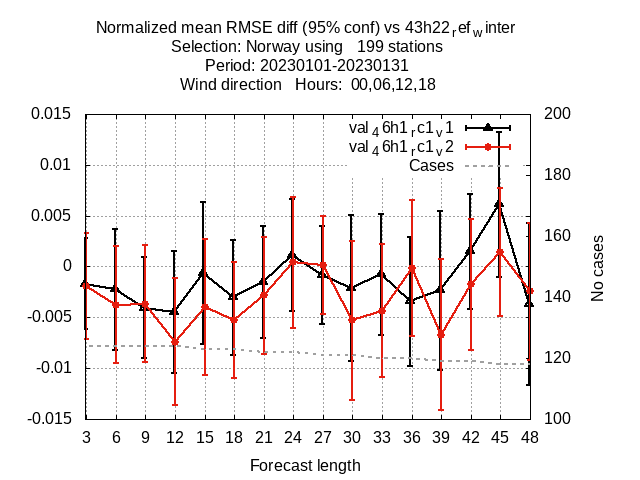 Normalized mean RMSE diff (95% conf) vs 43h22refwinter
Selection: Norway using   199 stations
Period: 20230101-20230131
Wind direction   Hours:  00,06,12,18
0.015 200
val46h1rc1v1
val46h1rc1v2
Cases
0.01 180
0.005 160
0 140
-0.005 120
-0.01 100
-0.015
No cases
3 6 9 12 15 18 21 24 27 30 33 36 39 42 45 48
Forecast length